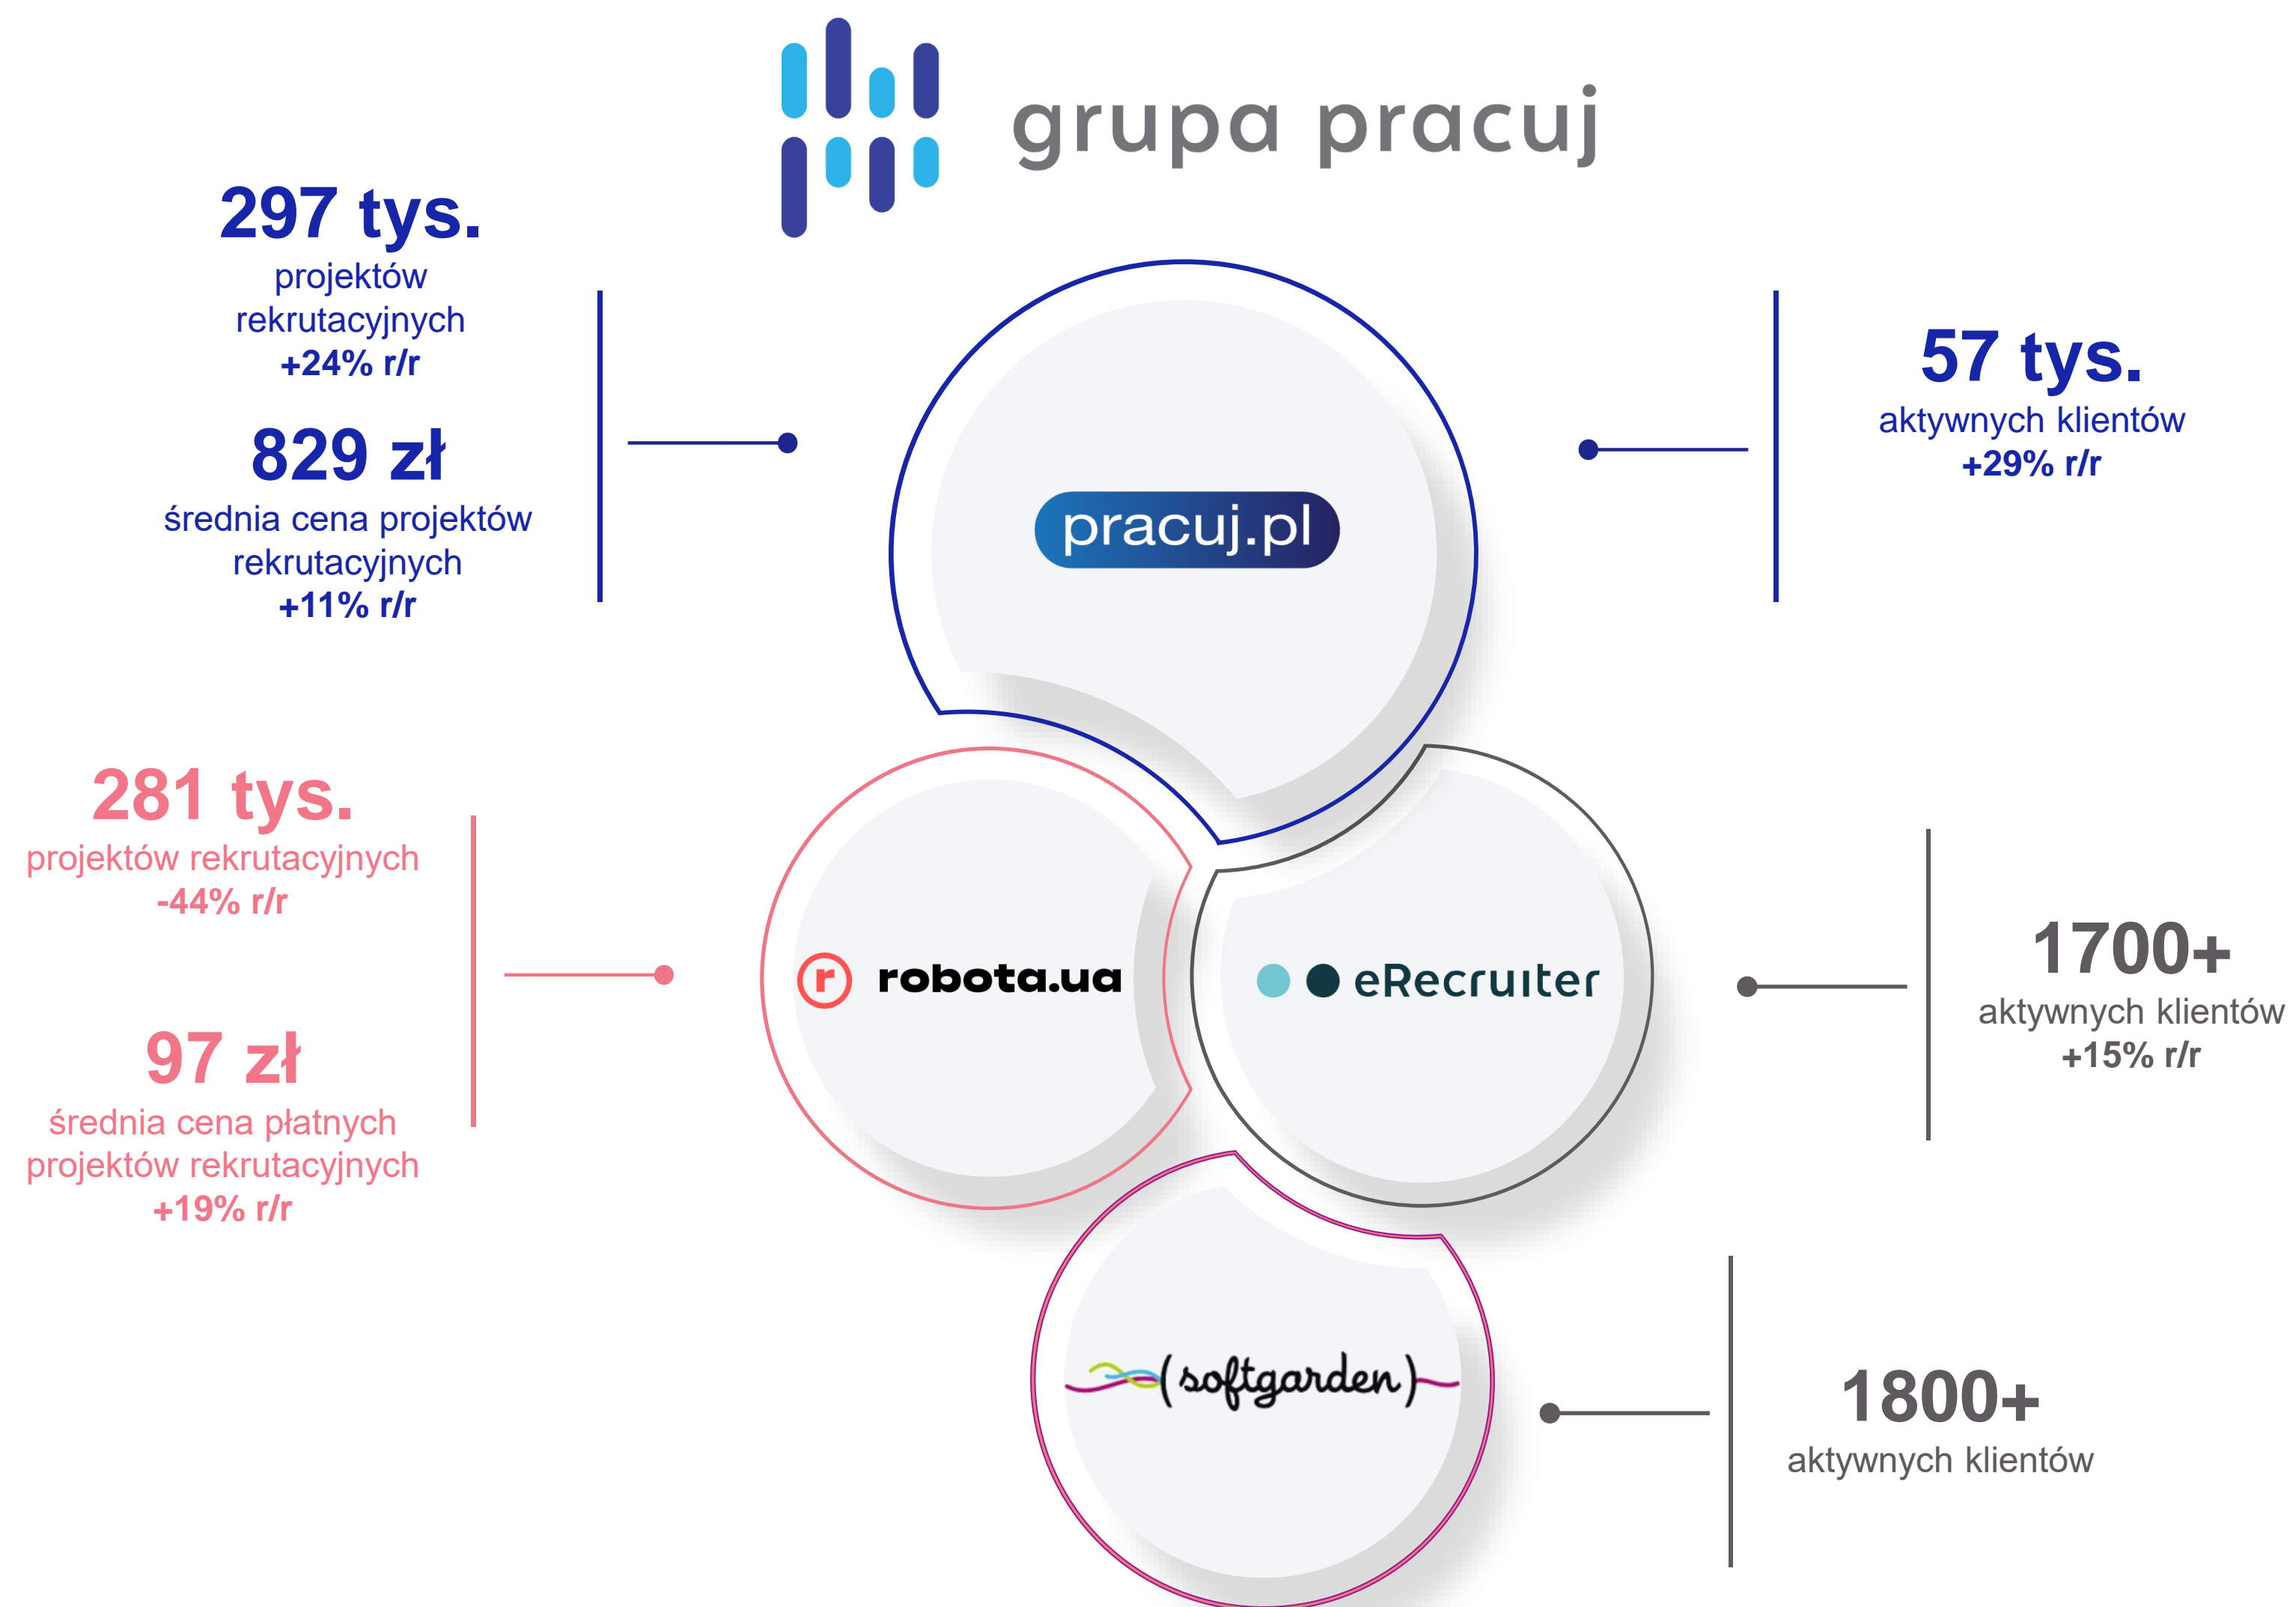 grupa pracuj
297 tys.
projektów
rekrutacyjnych
+24% r/r
829 zł
średnia cena projektów
rekrutacyjnych
+11% r/r
57 tys.
aktywnych klientów
+29% r/r
pracuj.pl
281 tys.
projektów rekrutacyjnych
-44% r/r
97 zł
średnia cena płatnych
projektów rekrutacyjnych
+19% r/r
r robota.ua
eRecruiter
1700+
aktywnych klientów
+15% r/r
(softgarden)
1800+
aktywnych klientów